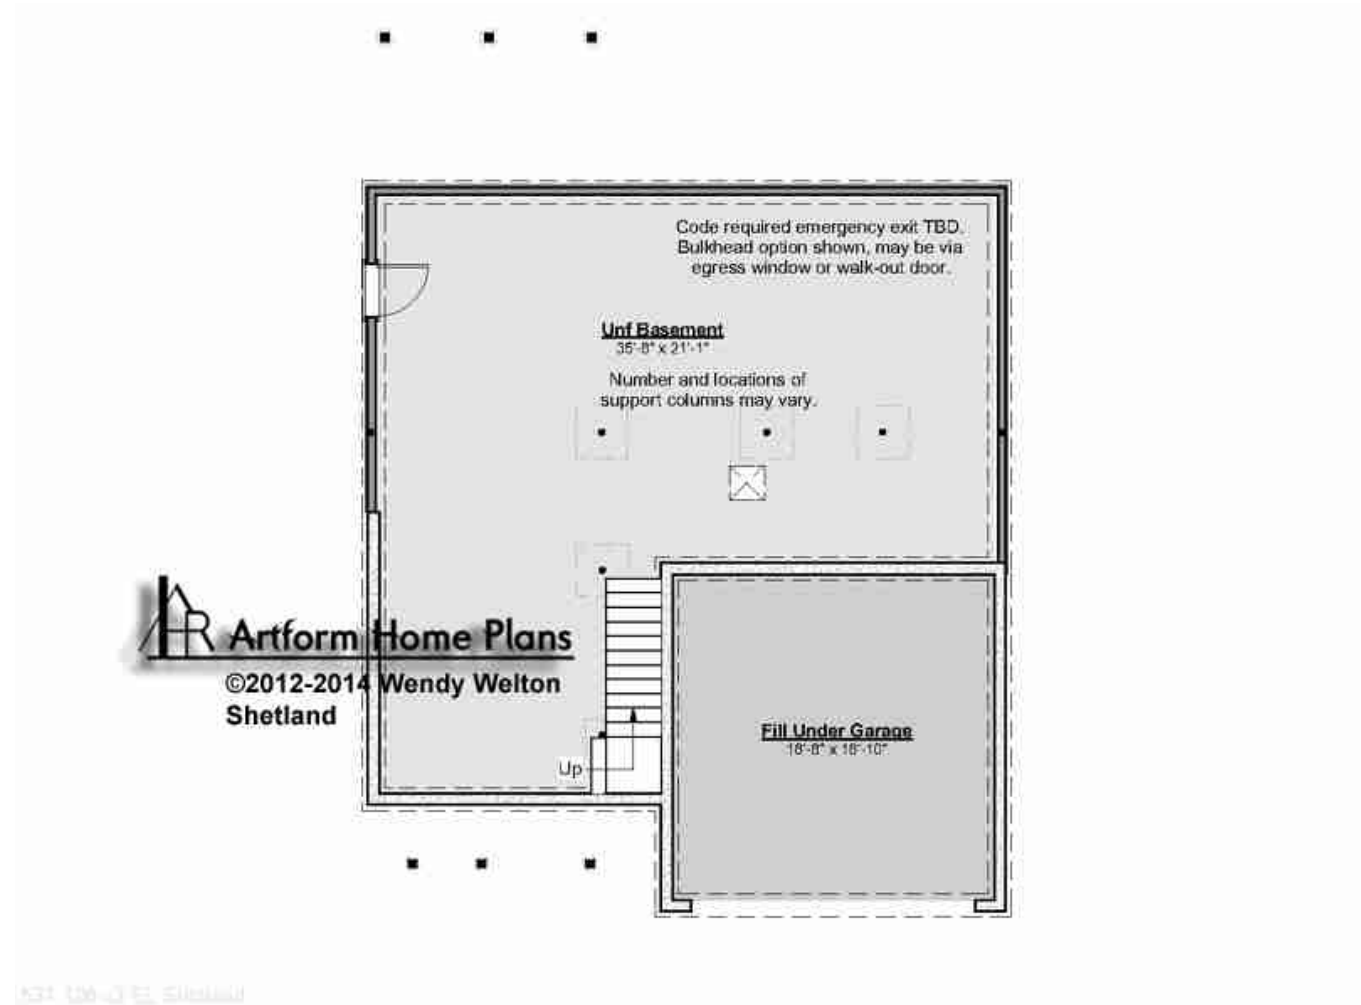 Code required emergency exit TBD.
Bulkhead option shown, may be via
egress window or walk-out door.
Unf Basement
35'-8" x 21'-1"
Number and locations of
support columns may vary.
Artform Home Plans
©2012-2014 Wendy Welton
Shetland
Fill Under Garage
18'-8" x 18'-10"
Up